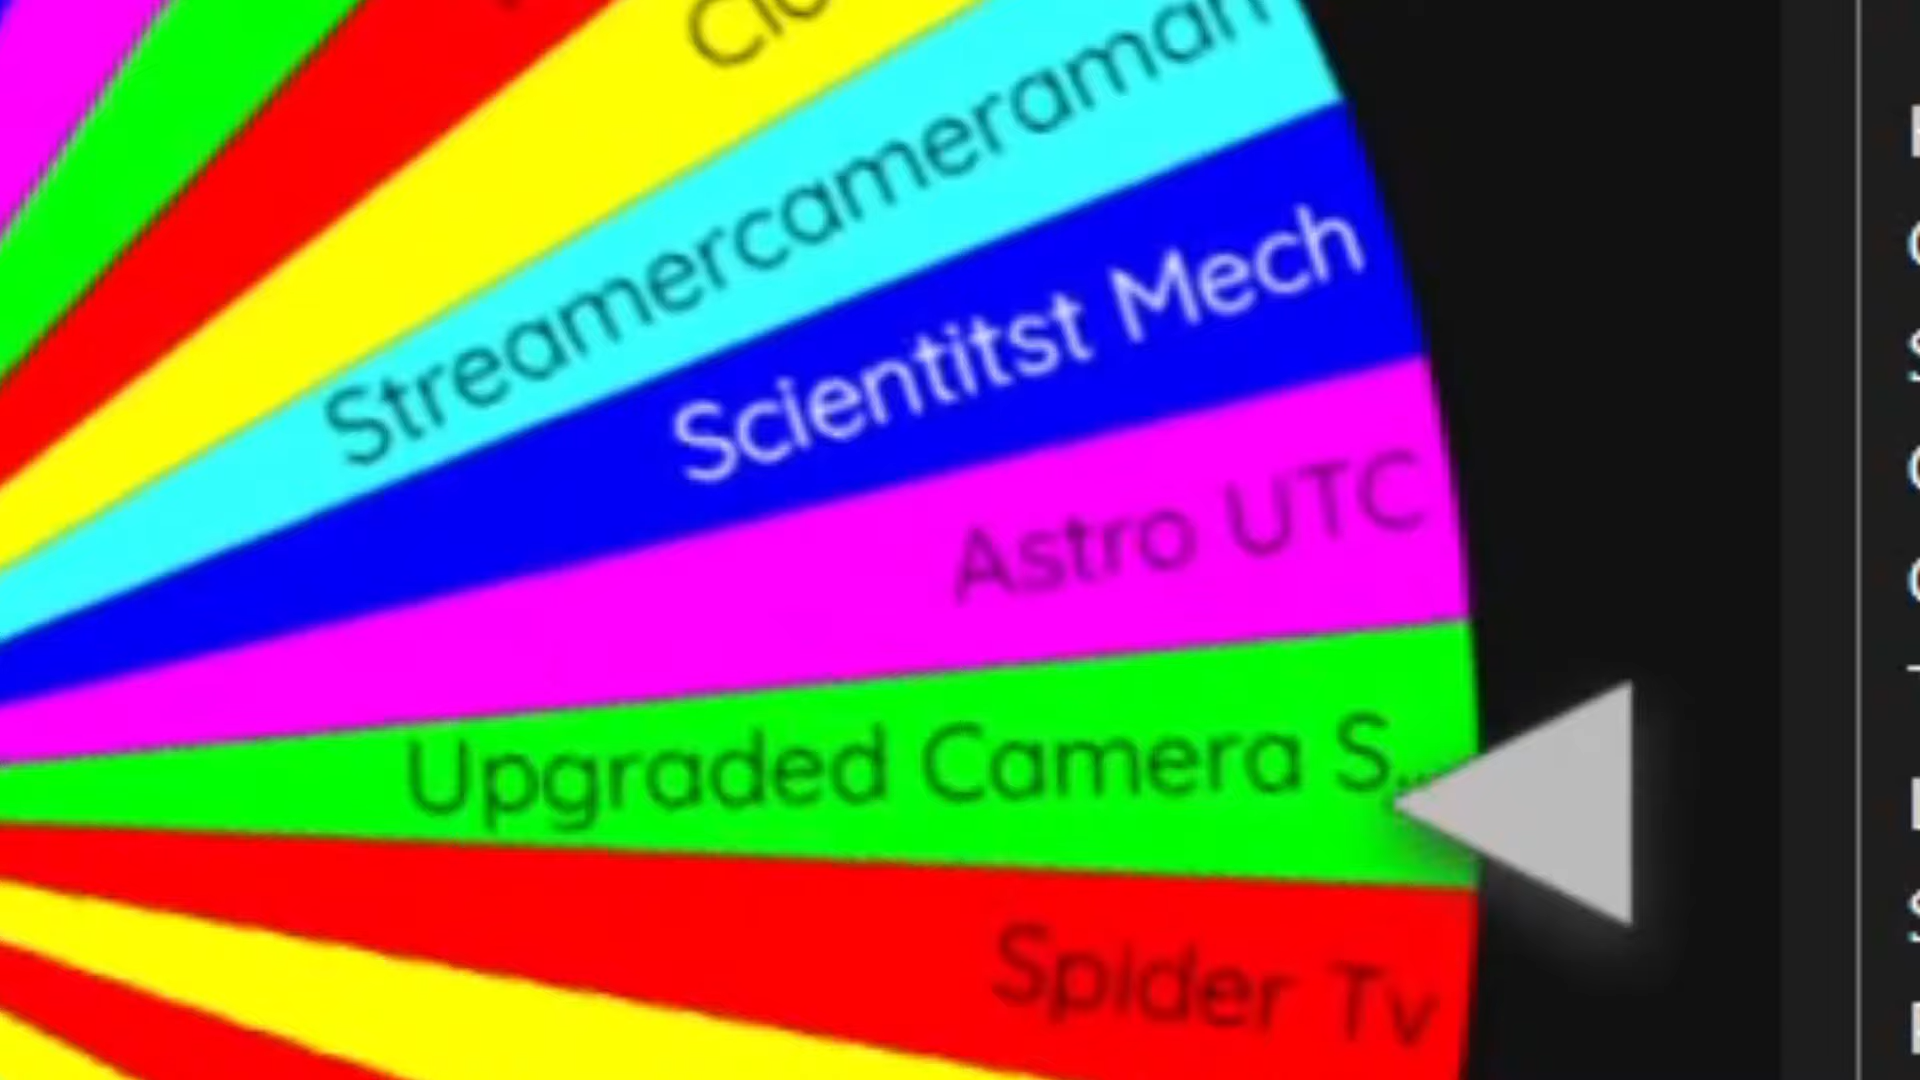 Streamercameraman
Scientitst Mech
Astro UTC
Upgraded Camera S...
Spider Tv